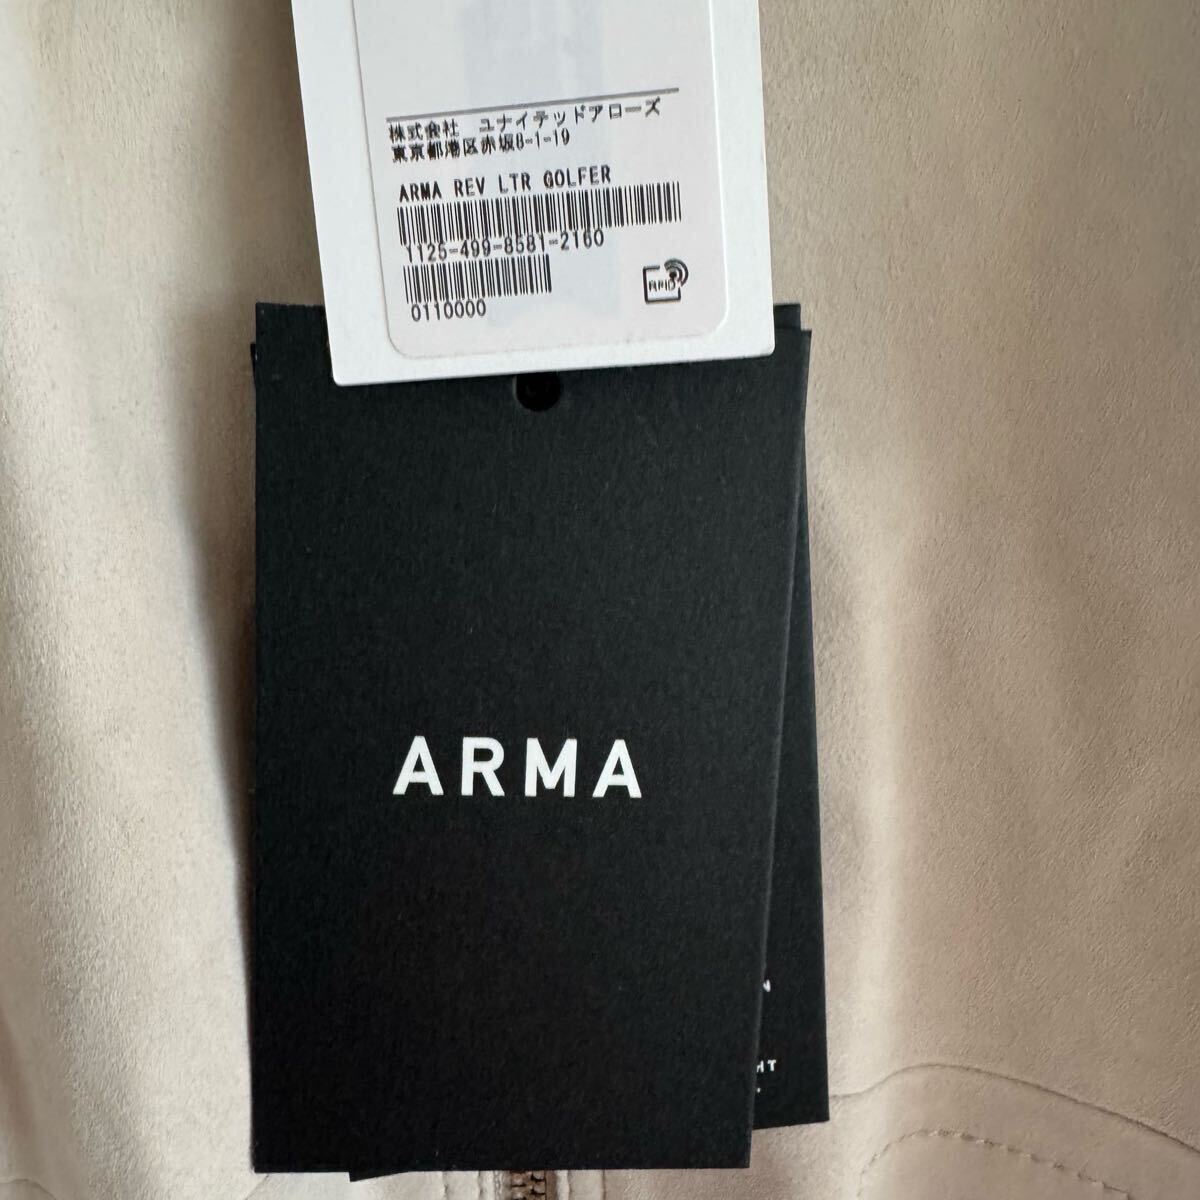 株式会社　ユナイテッドアローズ
東京都港区赤坂8-1-19
ARMA REV LTR GOLFER
1125-499-8581-2160
0110000
RFID
ARMA
N
HT